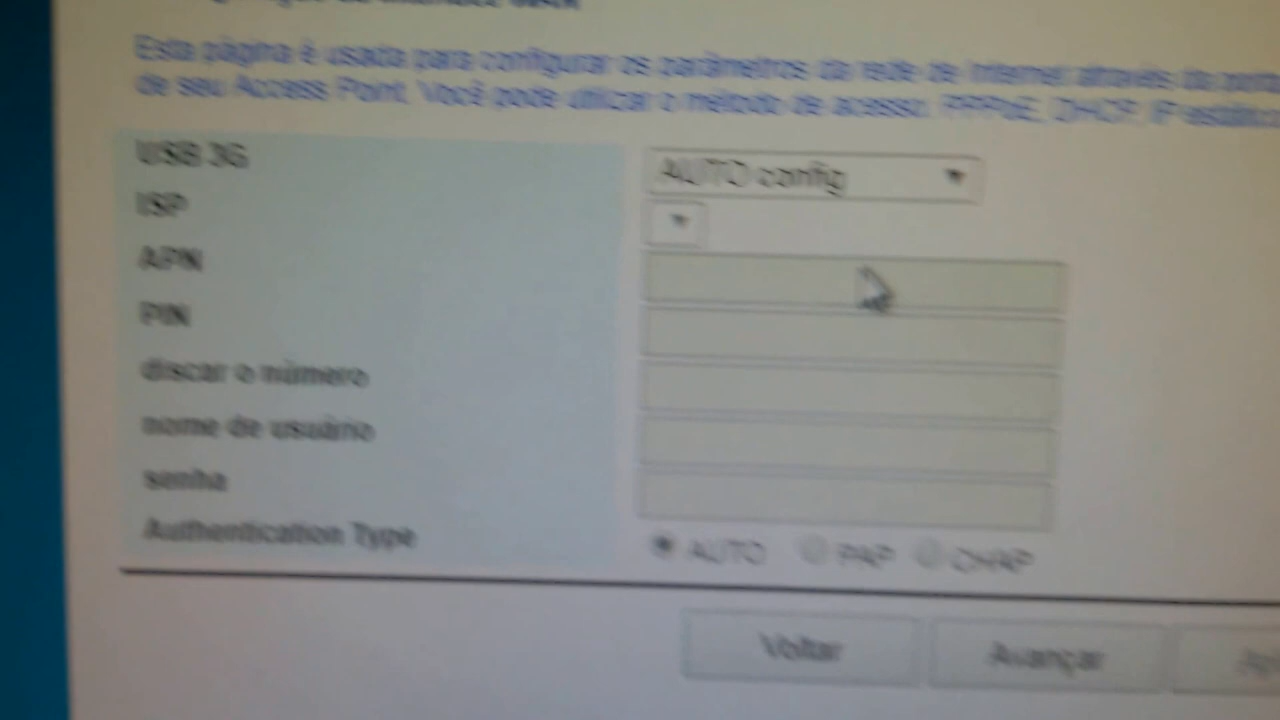 Esta página é usada para configurar os parâmetros da rede de Internet através da
de seu Access Point. Você pode utilizar o método de acesso: PPPoE, DHCP, IP estático
USB 3G
AUTO config
ISP
APN
PIN
discar o número
nome de usuário
senha
Authentication Type
AUTO PAP CHAP
Voltar Avançar